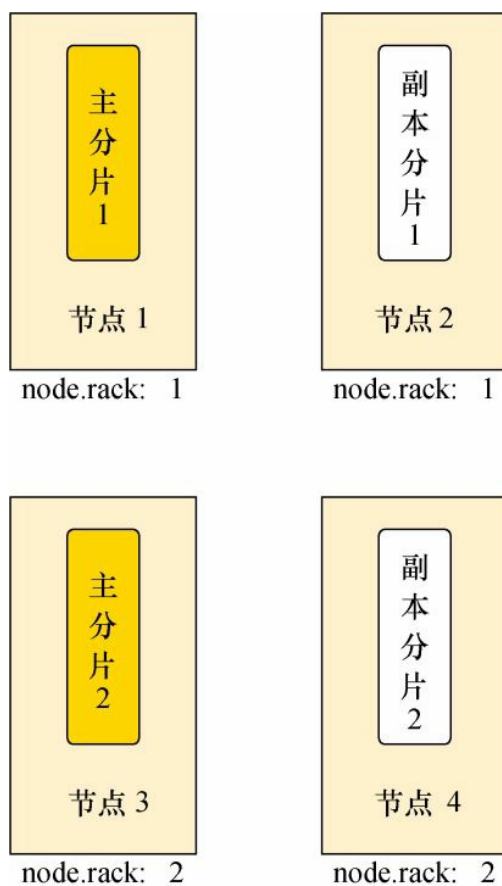 主分片1
节点 1
node.rack: 1
副本分片1
节点 2
node.rack: 1
主分片2
节点 3
node.rack: 2
副本分片2
节点 4
node.rack: 2